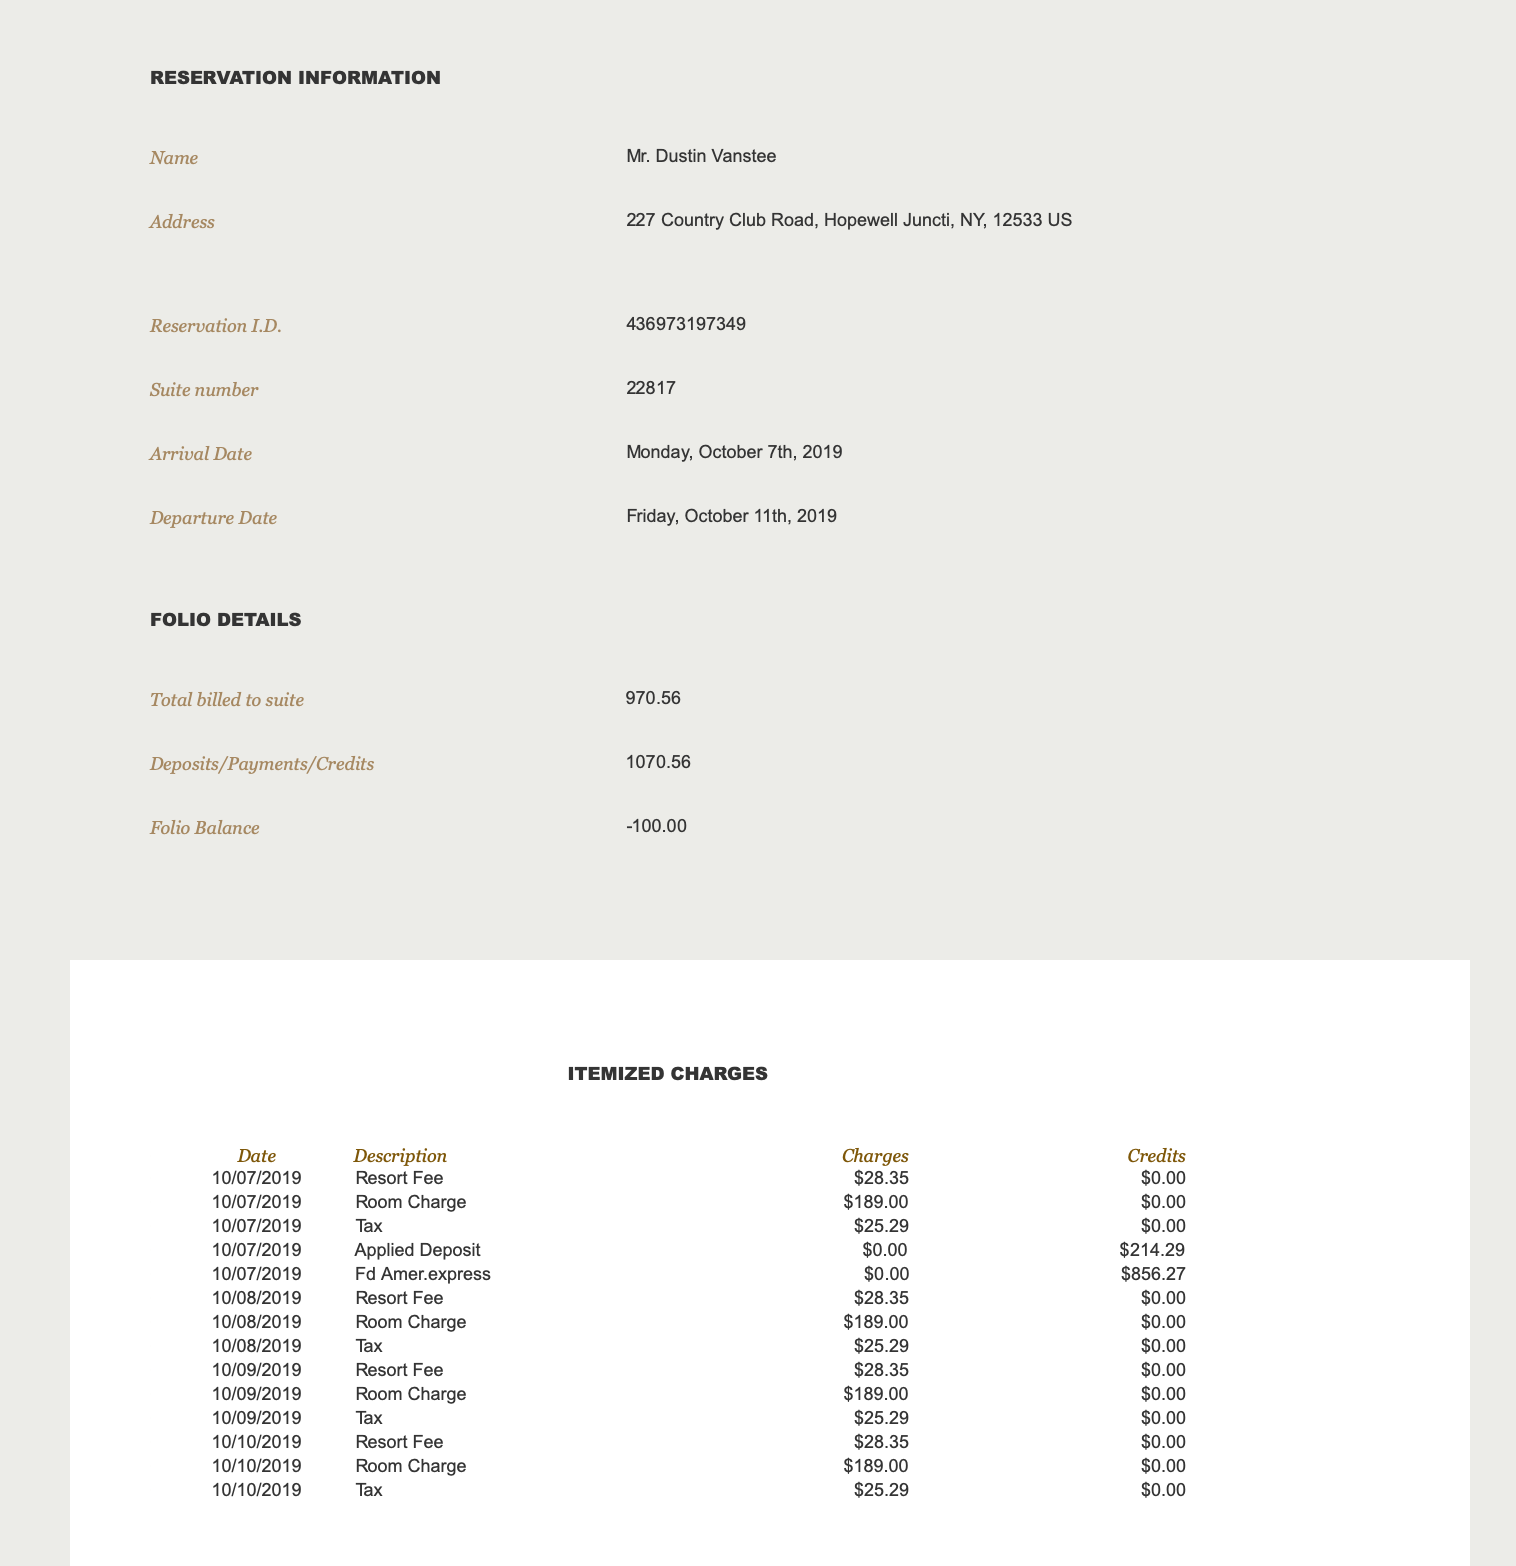 RESERVATION INFORMATION
Name Mr. Dustin Vanstee
Address 227 Country Club Road, Hopewell Juncti, NY, 12533 US
Reservation I.D. 436973197349
Suite number 22817
Arrival Date Monday, October 7th, 2019
Departure Date Friday, October 11th, 2019
FOLIO DETAILS
Total billed to suite 970.56
Deposits/Payments/Credits 1070.56
Folio Balance -100.00
ITEMIZED CHARGES
Date Description Charges Credits
10/07/2019 Resort Fee $28.35 $0.00
10/07/2019 Room Charge $189.00 $0.00
10/07/2019 Tax $25.29 $0.00
10/07/2019 Applied Deposit $0.00 $214.29
10/07/2019 Fd Amer.express $0.00 $856.27
10/08/2019 Resort Fee $28.35 $0.00
10/08/2019 Room Charge $189.00 $0.00
10/08/2019 Tax $25.29 $0.00
10/09/2019 Resort Fee $28.35 $0.00
10/09/2019 Room Charge $189.00 $0.00
10/09/2019 Tax $25.29 $0.00
10/10/2019 Resort Fee $28.35 $0.00
10/10/2019 Room Charge $189.00 $0.00
10/10/2019 Tax $25.29 $0.00